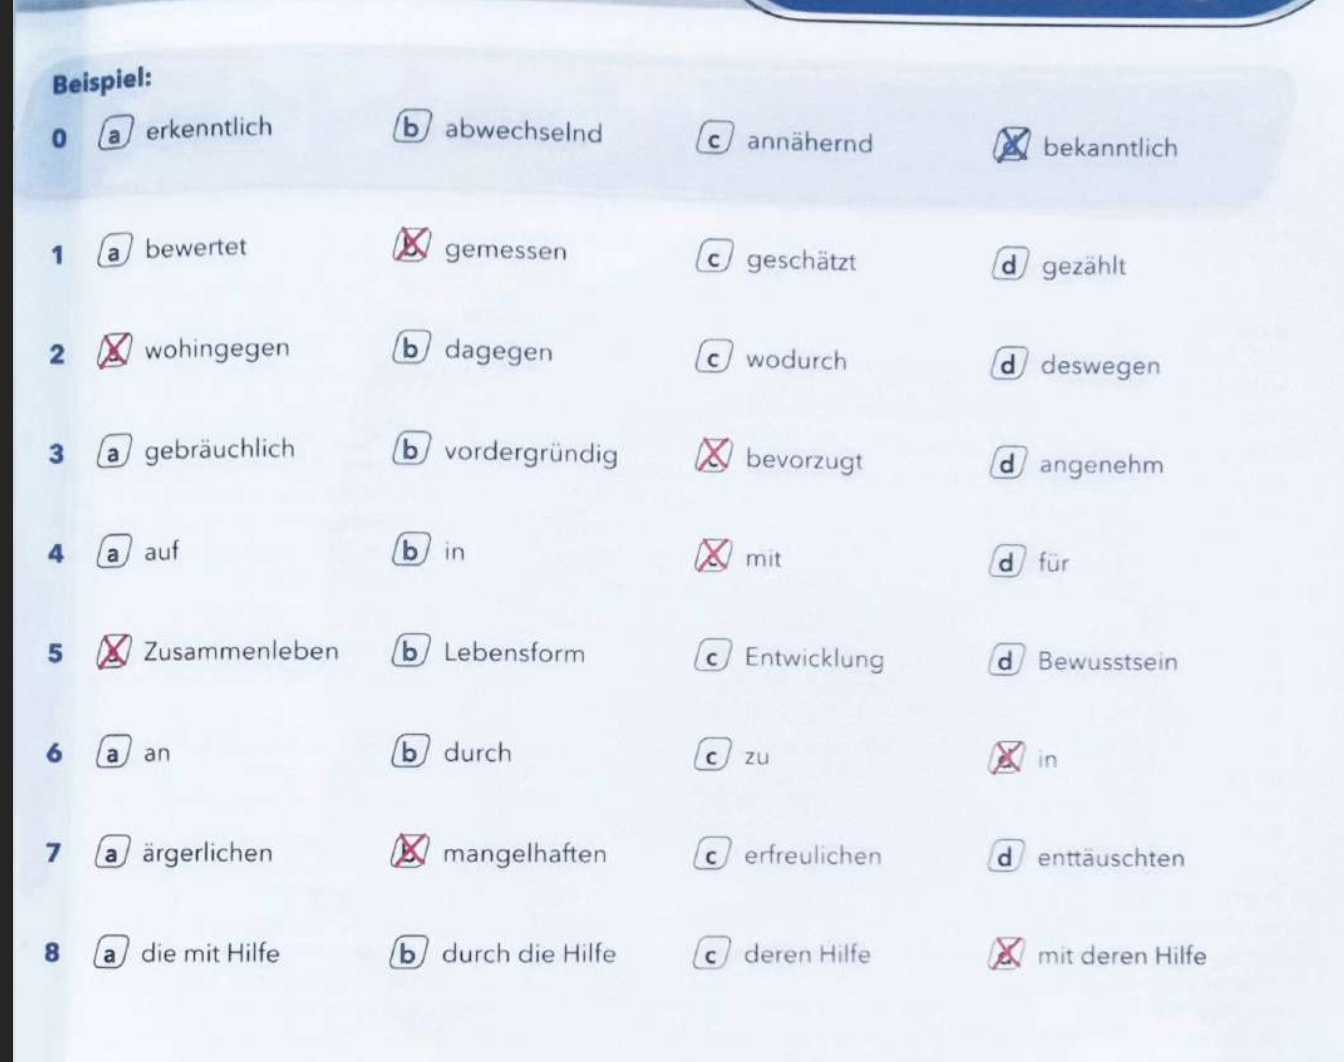 Beispiel:
0 a erkenntlich b abwechselnd c annähernd d bekanntlich
1 a bewertet b gemessen c geschätzt d gezählt
2 a wohingegen b dagegen c wodurch d deswegen
3 a gebräuchlich b vordergründig c bevorzugt d angenehm
4 a auf b in c mit d für
5 a Zusammenleben b Lebensform c Entwicklung d Bewusstsein
6 a an b durch c zu d in
7 a ärgerlichen b mangelhaften c erfreulichen d enttäuschten
8 a die mit Hilfe b durch die Hilfe c deren Hilfe d mit deren Hilfe